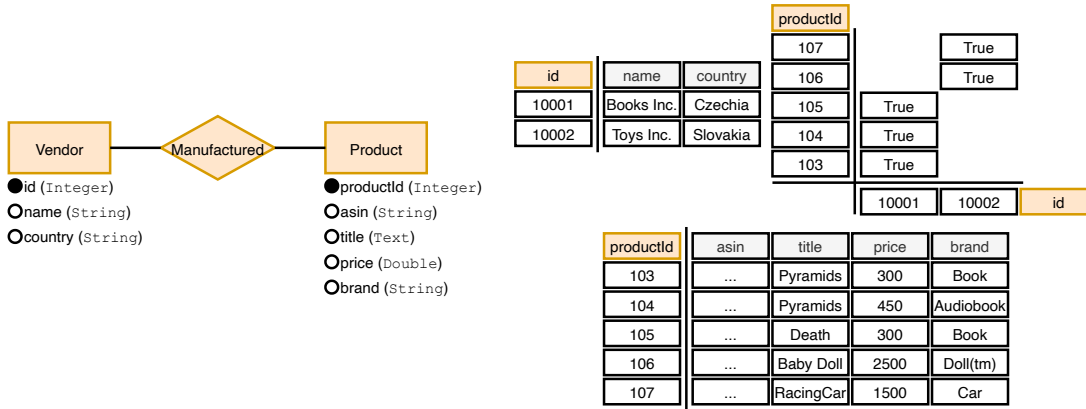 Vendor
Manufactured
Product
id (Integer)
name (String)
country (String)
productId (Integer)
asin (String)
title (Text)
price (Double)
brand (String)
id name country
10001 Books Inc. Czechia
10002 Toys Inc. Slovakia
productId
107 True
106 True
105 True
104 True
103 True
10001 10002 id
productId asin title price brand
103 ... Pyramids 300 Book
104 ... Pyramids 450 Audiobook
105 ... Death 300 Book
106 ... Baby Doll 2500 Doll(tm)
107 ... RacingCar 1500 Car